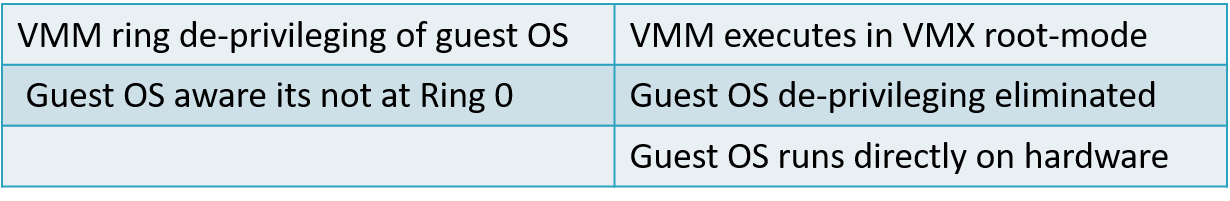 VMM ring de-privileging of guest OS
VMM executes in VMX root-mode
Guest OS aware its not at Ring 0
Guest OS de-privileging eliminated
Guest OS runs directly on hardware